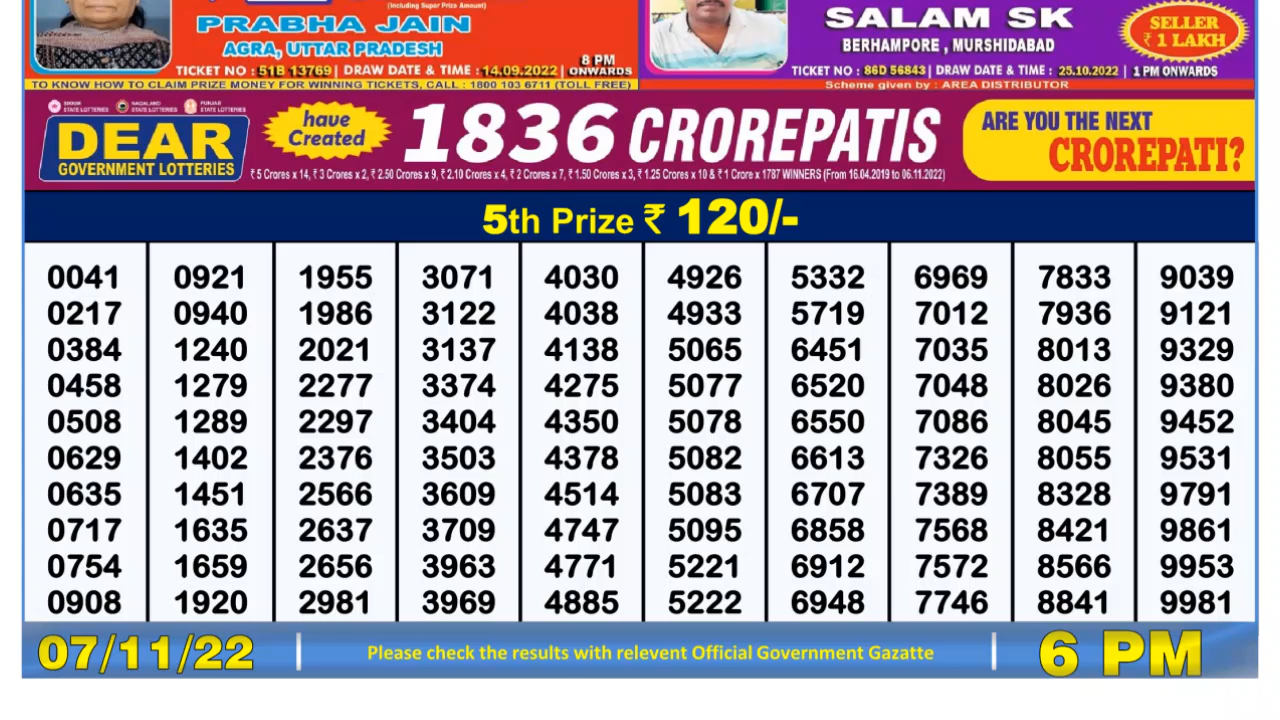 (Including Super Prize Amount)
PRABHA JAIN
AGRA, UTTAR PRADESH
TICKET NO : 51B 13769 | DRAW DATE & TIME : 14.09.2022 | 8 PM ONWARDS
TO KNOW HOW TO CLAIM PRIZE MONEY FOR WINNING TICKETS, CALL : 1800 103 6711 (TOLL FREE)
SALAM SK
BERHAMPORE , MURSHIDABAD
SELLER
₹ 1 LAKH
TICKET NO : 86D 56843 | DRAW DATE & TIME : 25.10.2022 | 1 PM ONWARDS
Scheme given by : AREA DISTRIBUTOR
SIKKIM STATE LOTTERIES NAGALAND STATE LOTTERIES PUNJAB STATE LOTTERIES
DEAR
GOVERNMENT LOTTERIES
have
Created
1836 CROREPATIS
₹ 5 Crores x 14, ₹ 3 Crores x 2, ₹ 2.50 Crores x 9, ₹ 2.10 Crores x 4, ₹ 2 Crores x 7, ₹ 1.50 Crores x 3, ₹ 1.25 Crores x 10 & ₹ 1 Crore x 1787 WINNERS (From 16.04.2019 to 06.11.2022)
ARE YOU THE NEXT
CROREPATI?
5th Prize ₹ 120/-
0041 0921 1955 3071 4030 4926 5332 6969 7833 9039
0217 0940 1986 3122 4038 4933 5719 7012 7936 9121
0384 1240 2021 3137 4138 5065 6451 7035 8013 9329
0458 1279 2277 3374 4275 5077 6520 7048 8026 9380
0508 1289 2297 3404 4350 5078 6550 7086 8045 9452
0629 1402 2376 3503 4378 5082 6613 7326 8055 9531
0635 1451 2566 3609 4514 5083 6707 7389 8328 9791
0717 1635 2637 3709 4747 5095 6858 7568 8421 9861
0754 1659 2656 3963 4771 5221 6912 7572 8566 9953
0908 1920 2981 3969 4885 5222 6948 7746 8841 9981
07/11/22 | Please check the results with relevent Official Government Gazatte | 6 PM